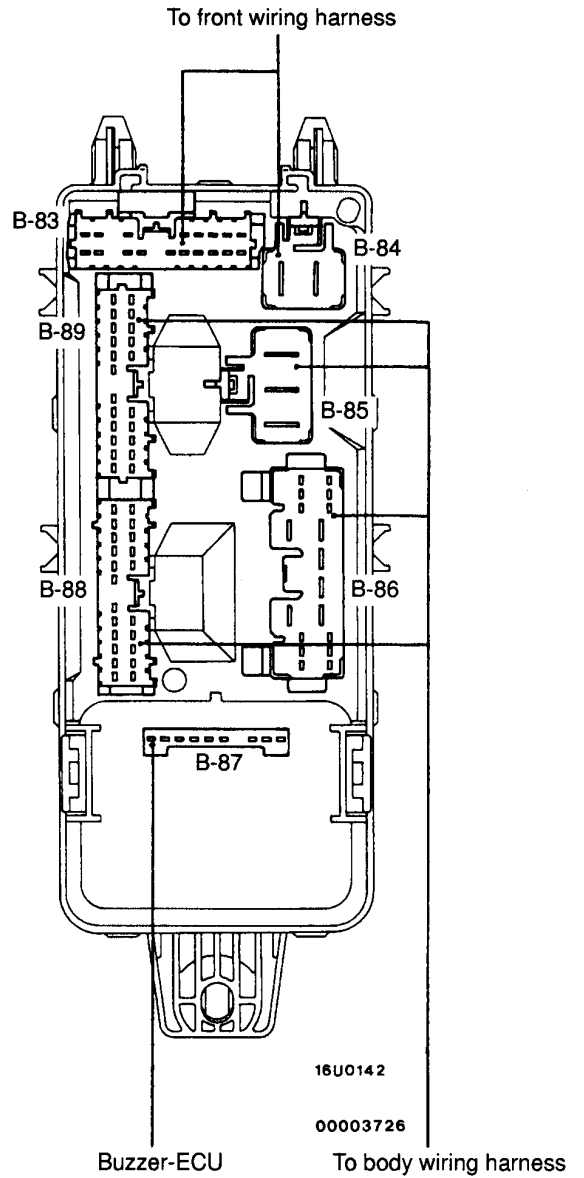 To front wiring harness
B-83
B-84
B-89
B-85
B-88
B-86
B-87
16U0142
00003726
Buzzer-ECU
To body wiring harness